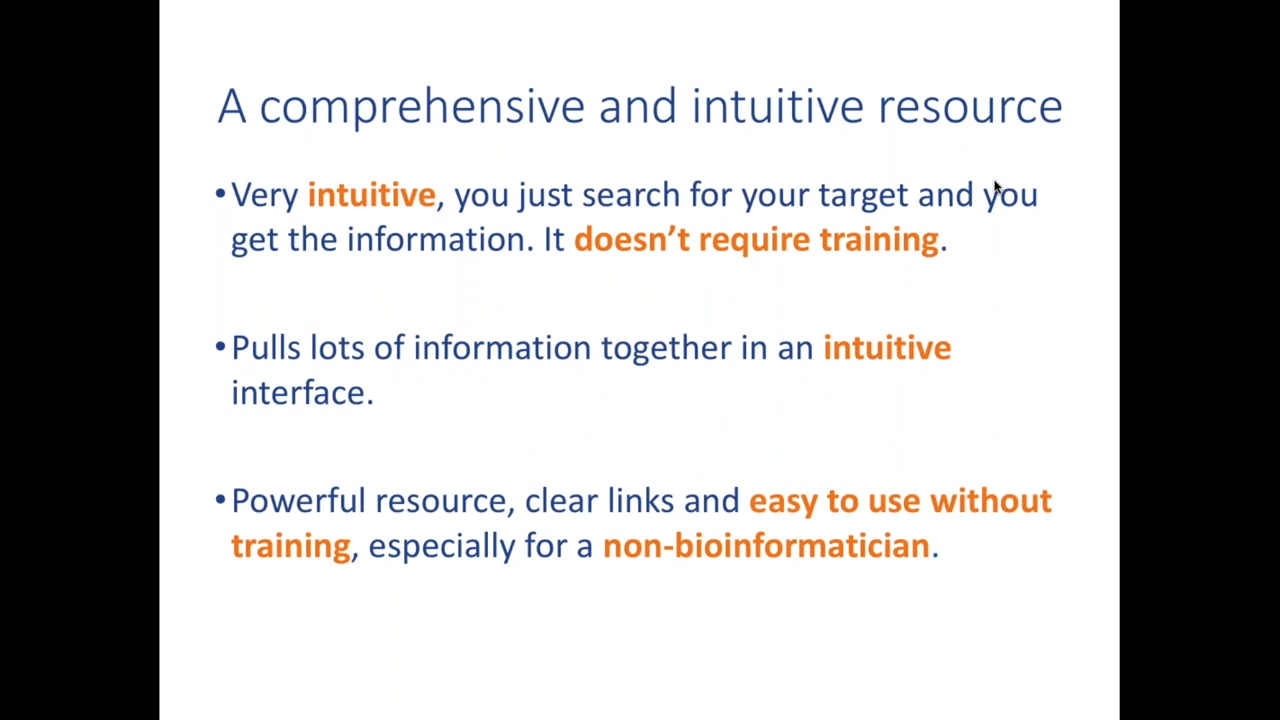 A comprehensive and intuitive resource
•Very intuitive, you just search for your target and you
get the information. It doesn’t require training.
•Pulls lots of information together in an intuitive
interface.
•Powerful resource, clear links and easy to use without
training, especially for a non-bioinformatician.